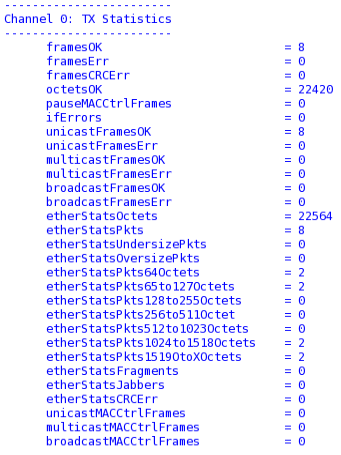 ------------------------
Channel 0: TX Statistics
------------------------
framesOK = 8
framesErr = 0
framesCRCErr = 0
octetsOK = 22420
pauseMACCtrlFrames = 0
ifErrors = 0
unicastFramesOK = 8
unicastFramesErr = 0
multicastFramesOK = 0
multicastFramesErr = 0
broadcastFramesOK = 0
broadcastFramesErr = 0
etherStatsOctets = 22564
etherStatsPkts = 8
etherStatsUndersizePkts = 0
etherStatsOversizePkts = 0
etherStatsPkts64Octets = 2
etherStatsPkts65to127Octets = 2
etherStatsPkts128to255Octets = 0
etherStatsPkts256to511Octet = 0
etherStatsPkts512to1023Octets = 0
etherStatsPkts1024to1518Octets = 2
etherStatsPkts1519OtoXOctets = 2
etherStatsFragments = 0
etherStatsJabbers = 0
etherStatsCRCErr = 0
unicastMACCtrlFrames = 0
multicastMACCtrlFrames = 0
broadcastMACCtrlFrames = 0